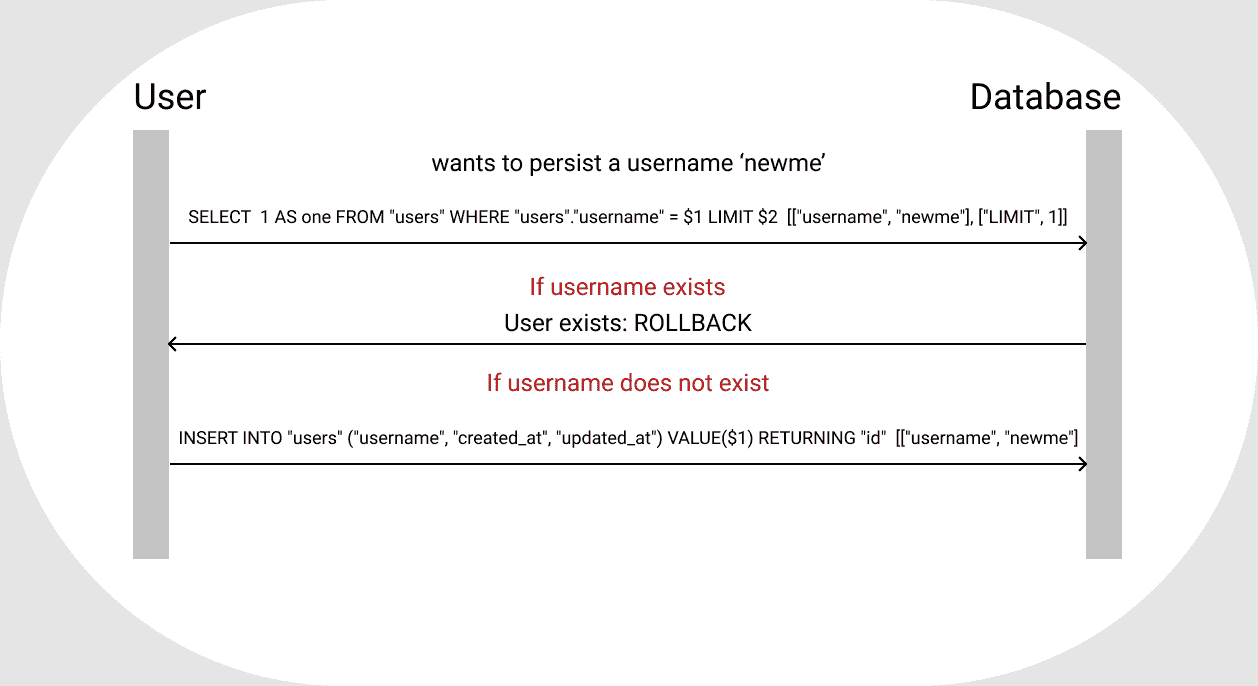 User
Database
wants to persist a username ‘newme’
SELECT  1 AS one FROM "users" WHERE "users"."username" = $1 LIMIT $2  [["username", "newme"], ["LIMIT", 1]]
If username exists
User exists: ROLLBACK
If username does not exist
INSERT INTO "users" ("username", "created_at", "updated_at") VALUE($1) RETURNING "id"  [["username", "newme"]